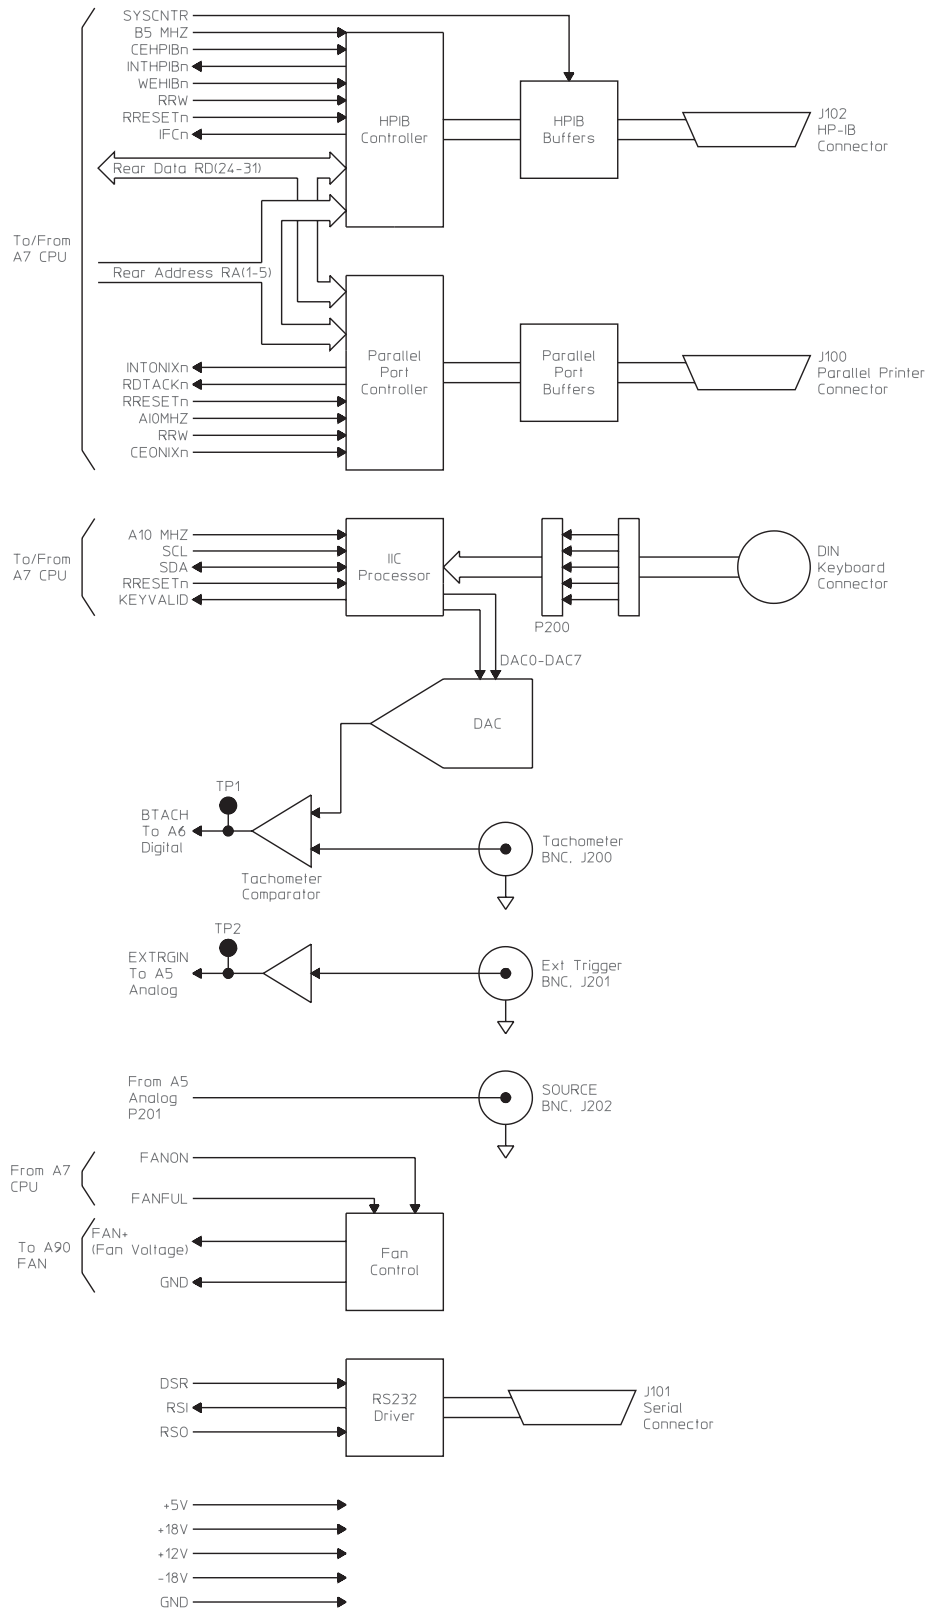 SYSCNTR
B5 MHZ
CEHPIBn
INTHPIBn
WEHIBn
RRW
RRESETn
IFCn
Rear Data RD(24-31)
To/From
A7 CPU
Rear Address RA(1-5)
HPIB
Controller
HPIB
Buffers
J102
HP-IB
Connector
INTONIXn
RDTACKn
RRESETn
A10MHZ
RRW
CEONIXn
Parallel
Port
Controller
Parallel
Port
Buffers
J100
Parallel Printer
Connector
To/From
A7 CPU
A10 MHZ
SCL
SDA
RRESETn
KEYVALID
IIC
Processor
P200
DIN
Keyboard
Connector
DAC0-DAC7
DAC
TP1
BTACH
To A6
Digital
Tachometer
Comparator
Tachometer
BNC, J200
TP2
EXTRGIN
To A5
Analog
Ext Trigger
BNC, J201
From A5
Analog
P201
SOURCE
BNC, J202
From A7
CPU
FANON
FANFUL
To A90
FAN
FAN+
(Fan Voltage)
GND
Fan
Control
DSR
RSI
RSO
RS232
Driver
J101
Serial
Connector
+5V
+18V
+12V
-18V
GND